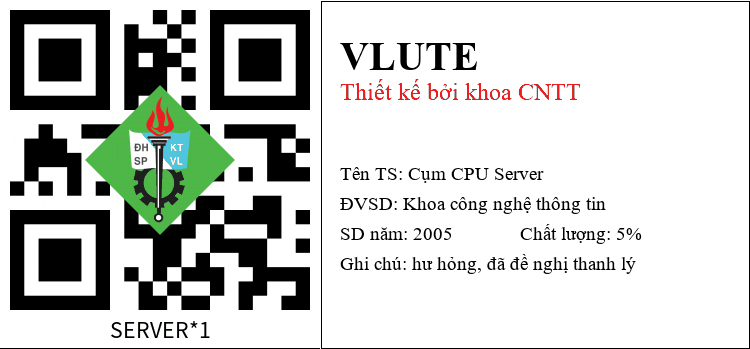 ĐH KT
SP VL
SERVER*1
VLUTE
Thiết kế bởi khoa CNTT
Tên TS: Cụm CPU Server
ĐVSD: Khoa công nghệ thông tin
SD năm: 2005 Chất lượng: 5%
Ghi chú: hư hỏng, đã đề nghị thanh lý